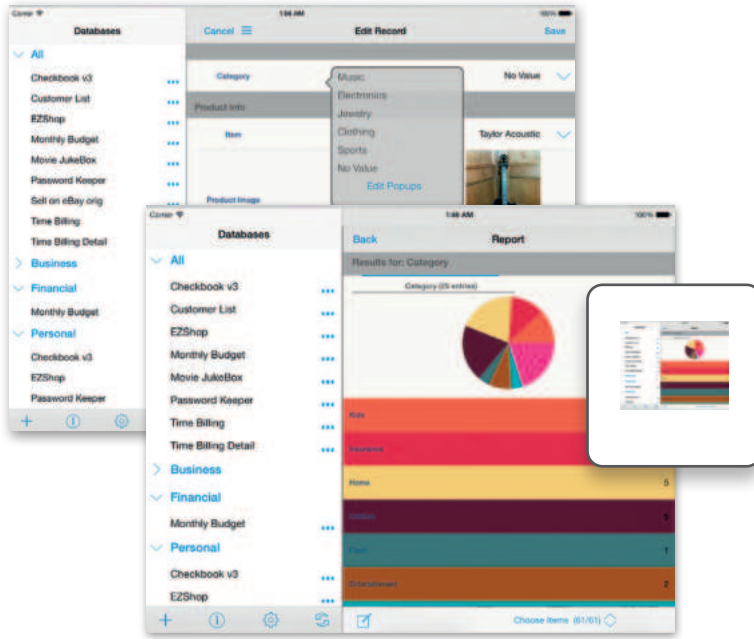 Carrier
1:56 AM
100%
Databases
Cancel
Edit Record
Save
All
Checkbook v3
Customer List
EZShop
Monthly Budget
Movie JukeBox
Password Keeper
Sell on eBay orig
Time Billing
Time Billing Detail
Business
Financial
Monthly Budget
Personal
Checkbook v3
EZShop
Password Keeper
Category
No Value
Product Info
Item
Taylor Acoustic
Product Image
Music
Electronics
Jewelry
Clothing
Sports
No Value
Edit Popups
Carrier
1:46 AM
100%
Databases
Back
Report
All
Checkbook v3
Customer List
EZShop
Monthly Budget
Movie JukeBox
Password Keeper
Time Billing
Time Billing Detail
Business
Financial
Monthly Budget
Personal
Checkbook v3
EZShop
Results for: Category
Category (25 entries)
Kids
Insurance
Home 5
5
Food 1
Entertainment 2
Choose Items (61/61)